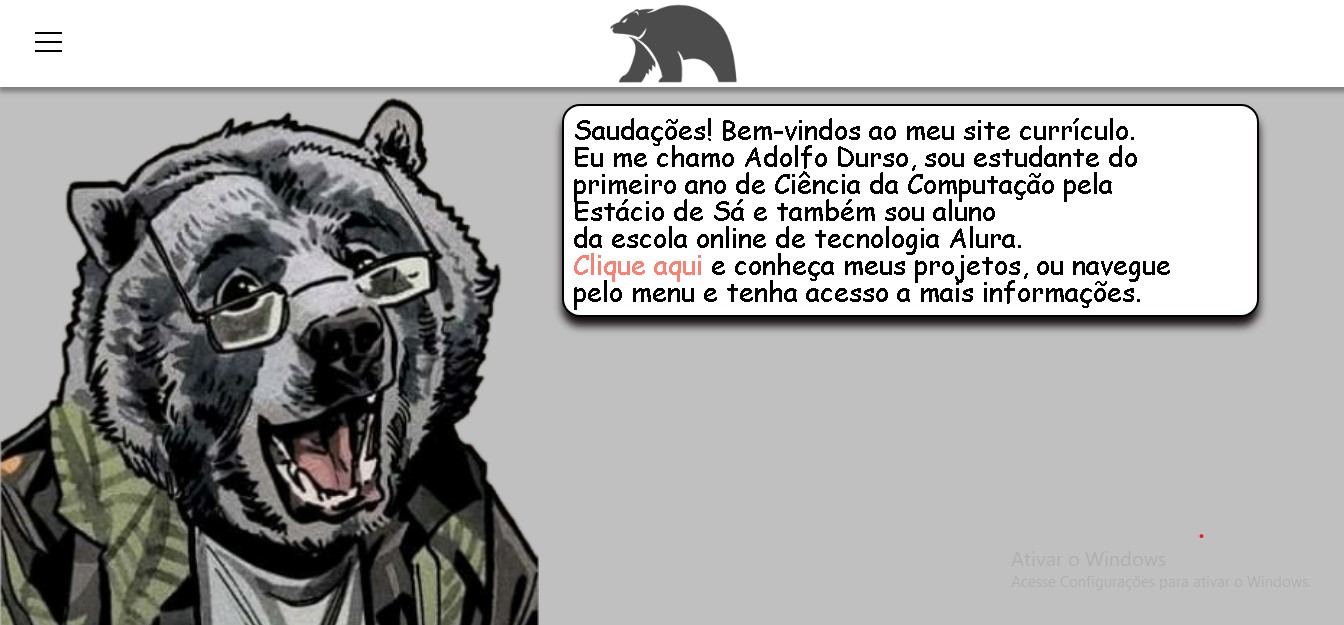 Saudações! Bem-vindos ao meu site currículo.
Eu me chamo Adolfo Durso, sou estudante do
primeiro ano de Ciência da Computação pela
Estácio de Sá e também sou aluno
da escola online de tecnologia Alura.
Clique aqui e conheça meus projetos, ou navegue
pelo menu e tenha acesso a mais informações.
Ativar o Windows
Acesse Configurações para ativar o Windows.